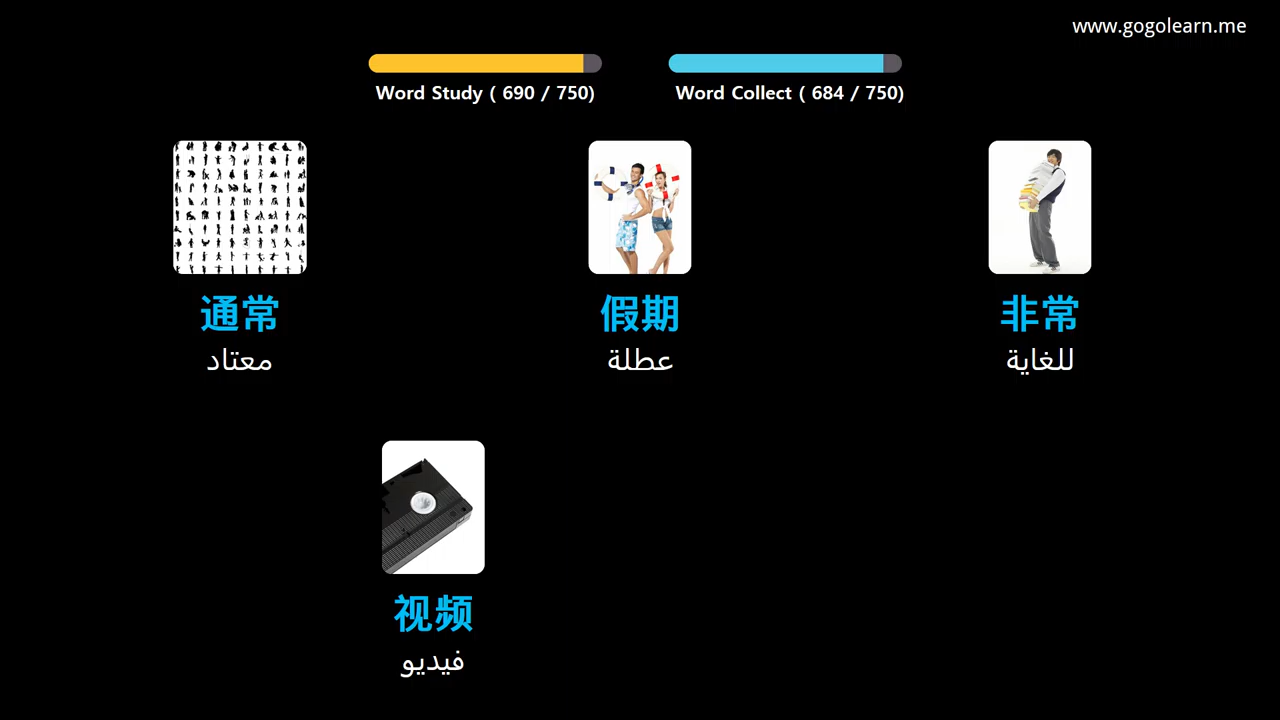 www.gogolearn.me
Word Study ( 690 / 750)
Word Collect ( 684 / 750)
通常
معتاد
假期
عطلة
非常
للغاية
视频
فيديو